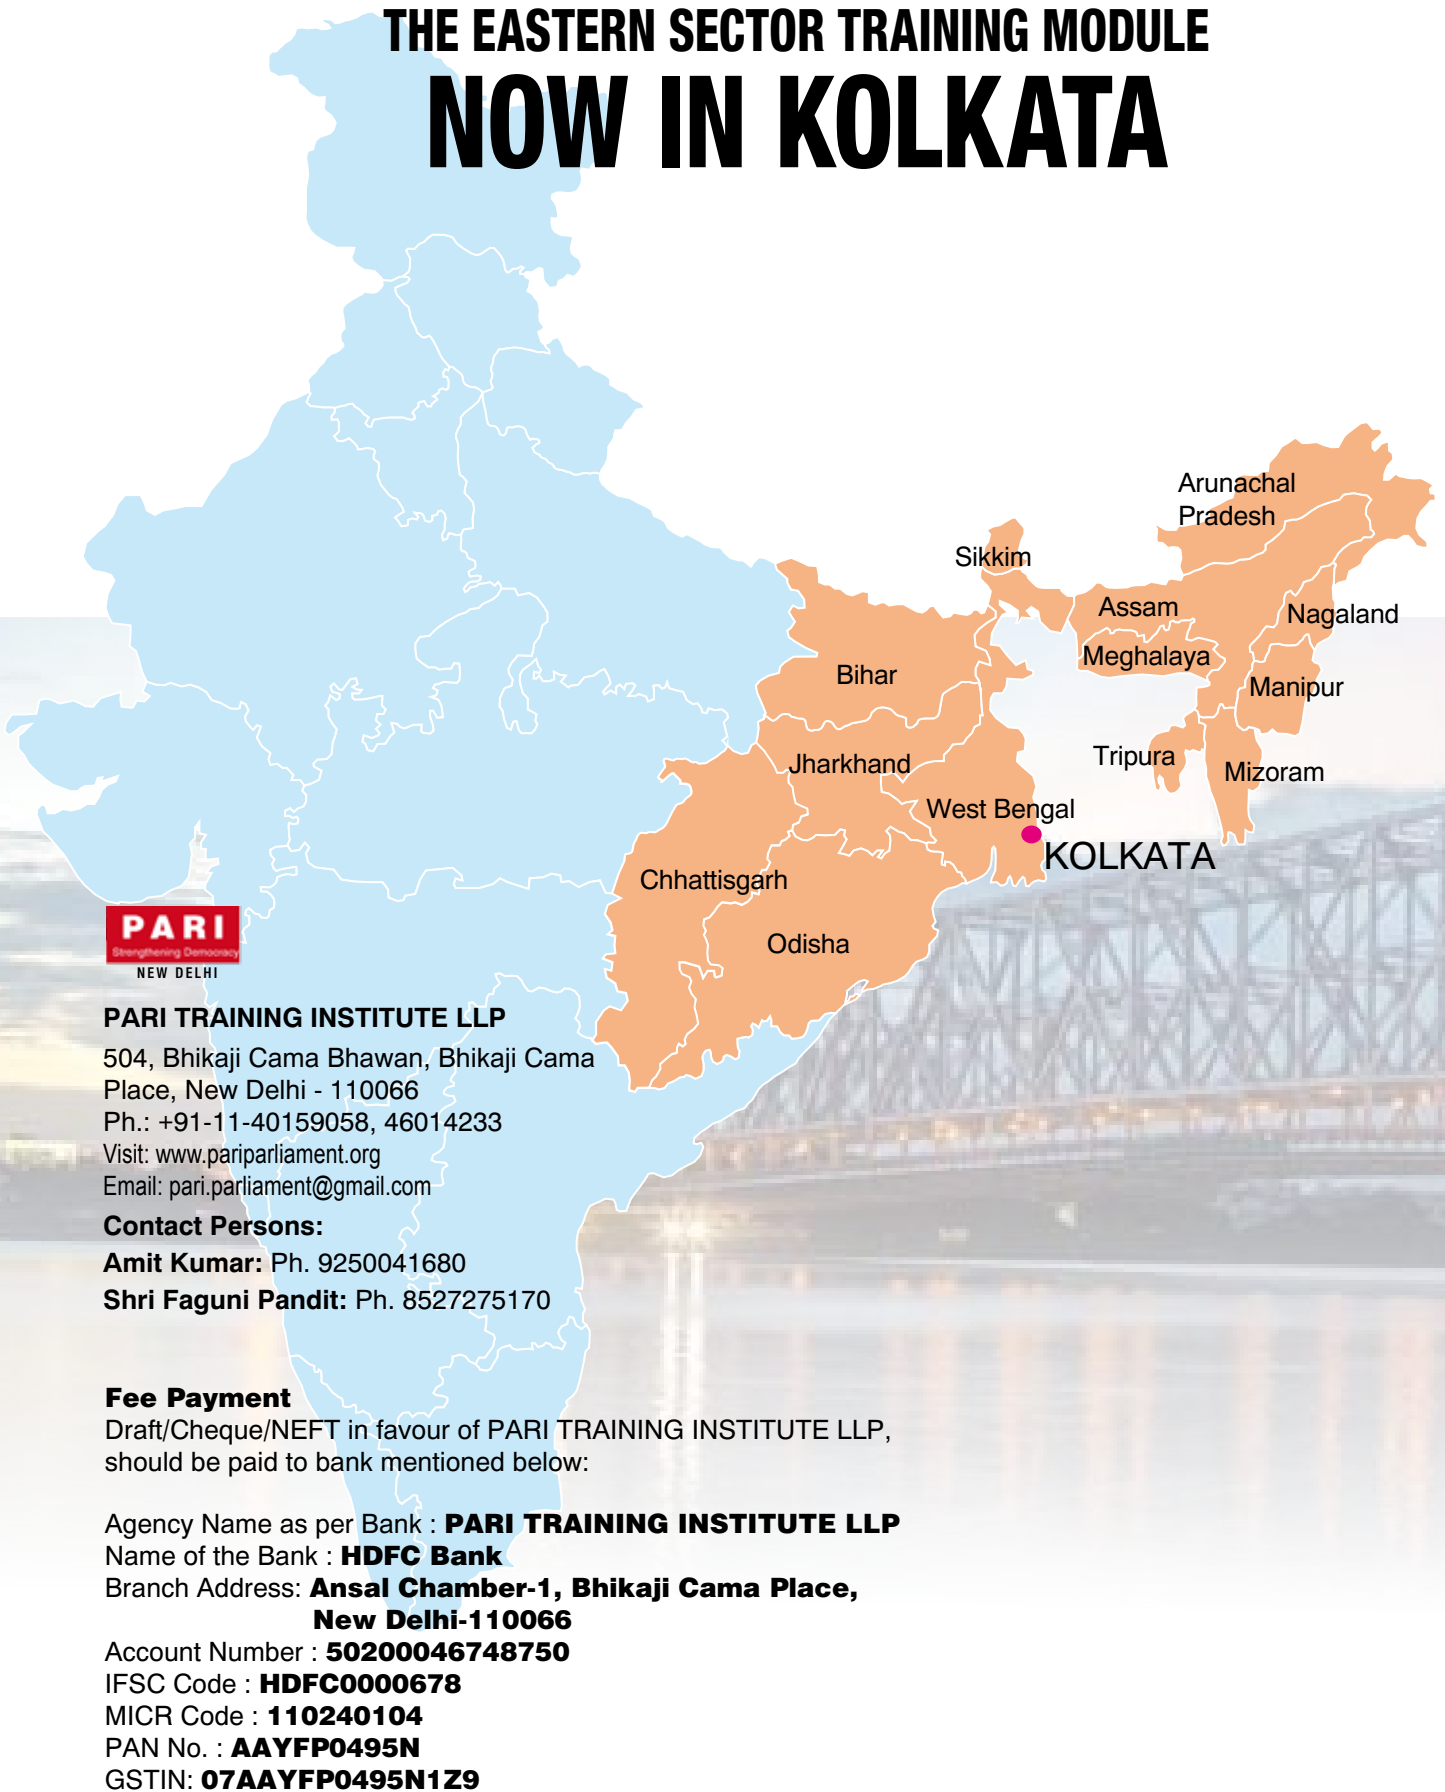 THE EASTERN SECTOR TRAINING MODULE
NOW IN KOLKATA
Arunachal
Pradesh
Sikkim
Assam
Nagaland
Meghalaya
Bihar
Manipur
Tripura
Jharkhand
Mizoram
West Bengal
KOLKATA
Chhattisgarh
Odisha
PARI
Strengthening Democracy
NEW DELHI
PARI TRAINING INSTITUTE LLP
504, Bhikaji Cama Bhawan, Bhikaji Cama
Place, New Delhi - 110066
Ph.: +91-11-40159058, 46014233
Visit: www.pariparliament.org
Email: pari.parliament@gmail.com
Contact Persons:
Amit Kumar: Ph. 9250041680
Shri Faguni Pandit: Ph. 8527275170
Fee Payment
Draft/Cheque/NEFT in favour of PARI TRAINING INSTITUTE LLP,
should be paid to bank mentioned below:
Agency Name as per Bank : PARI TRAINING INSTITUTE LLP
Name of the Bank : HDFC Bank
Branch Address: Ansal Chamber-1, Bhikaji Cama Place,
New Delhi-110066
Account Number : 50200046748750
IFSC Code : HDFC0000678
MICR Code : 110240104
PAN No. : AAYFP0495N
GSTIN: 07AAYFP0495N1Z9